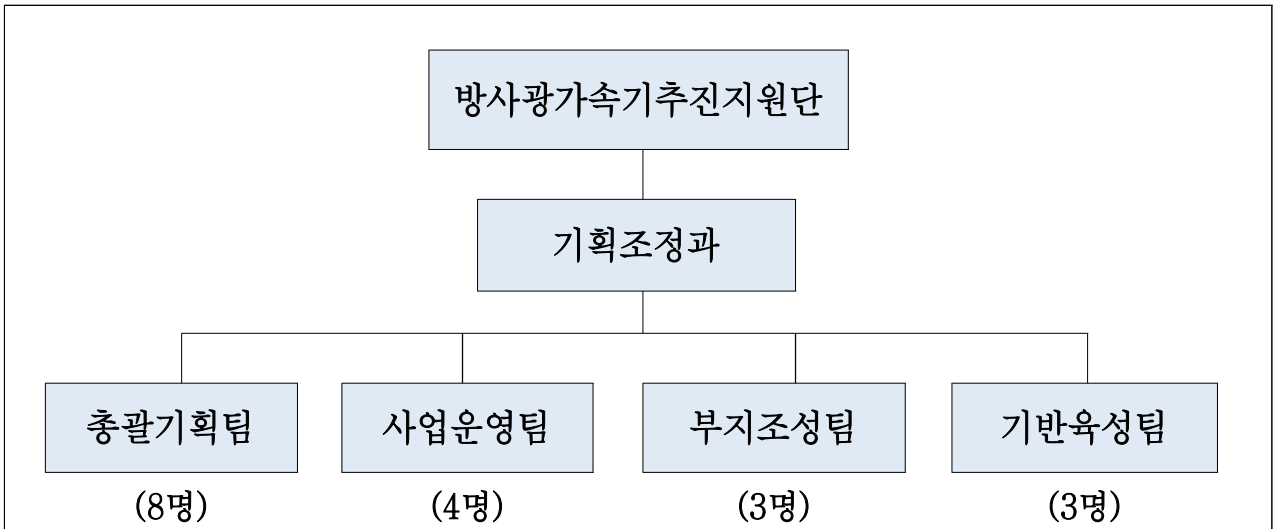 방사광가속기추진지원단
기획조정과
총괄기획팀 사업운영팀 부지조성팀 기반육성팀
(8명) (4명) (3명) (3명)